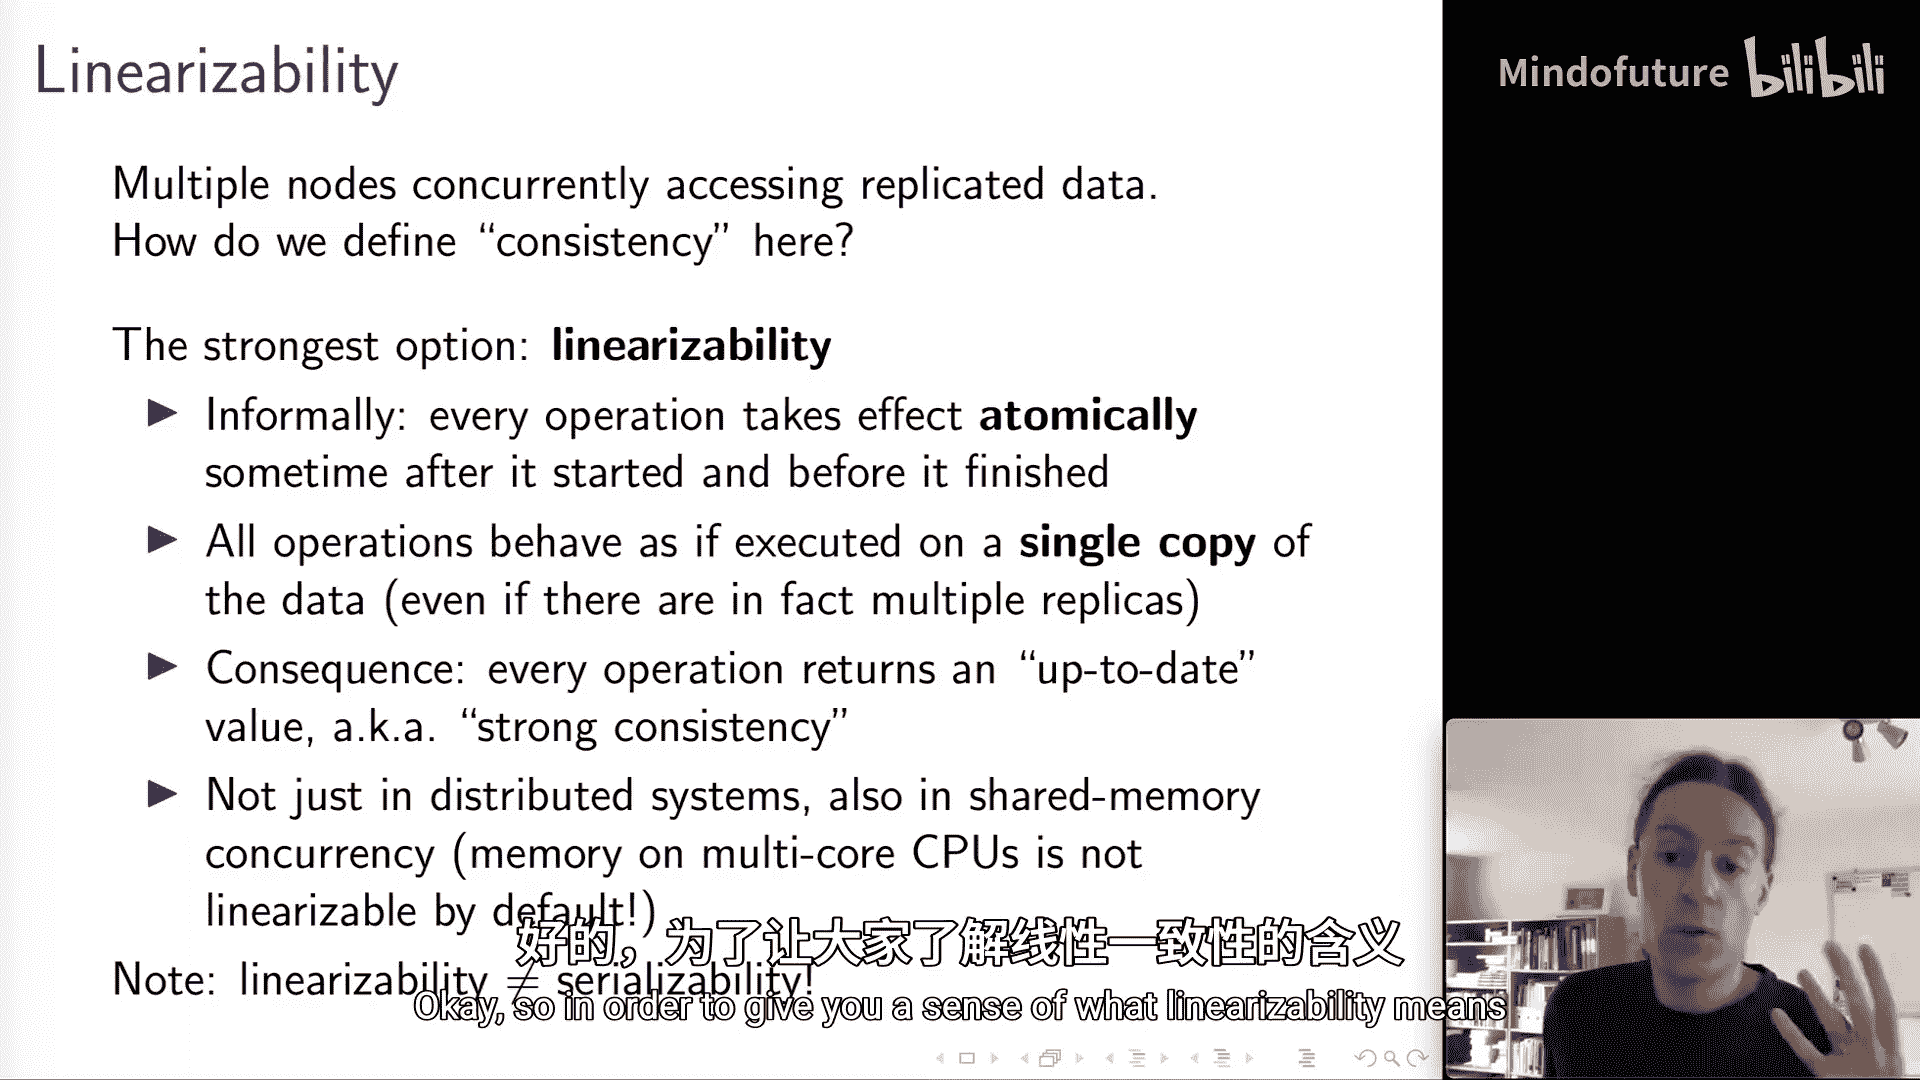 Linearizability
Mindofuture bilibili
Multiple nodes concurrently accessing replicated data.
How do we define “consistency” here?
The strongest option: linearizability
▶ Informally: every operation takes effect atomically
sometime after it started and before it finished
▶ All operations behave as if executed on a single copy of
the data (even if there are in fact multiple replicas)
▶ Consequence: every operation returns an “up-to-date”
value, a.k.a. “strong consistency”
▶ Not just in distributed systems, also in shared-memory
concurrency (memory on multi-core CPUs is not
linearizable by default!)
好的，为了让大家了解线性一致性的含义
Note: linearizability ≠ serializability!
Okay, so in order to give you a sense of what linearizability means